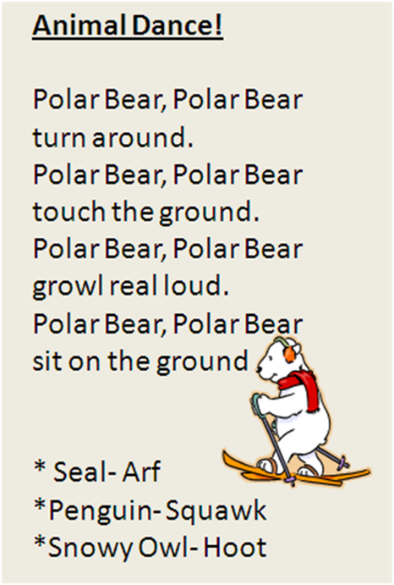 Animal Dance!
Polar Bear, Polar Bear
turn around.
Polar Bear, Polar Bear
touch the ground.
Polar Bear, Polar Bear
growl real loud.
Polar Bear, Polar Bear
sit on the ground
* Seal- Arf
*Penguin- Squawk
*Snowy Owl- Hoot